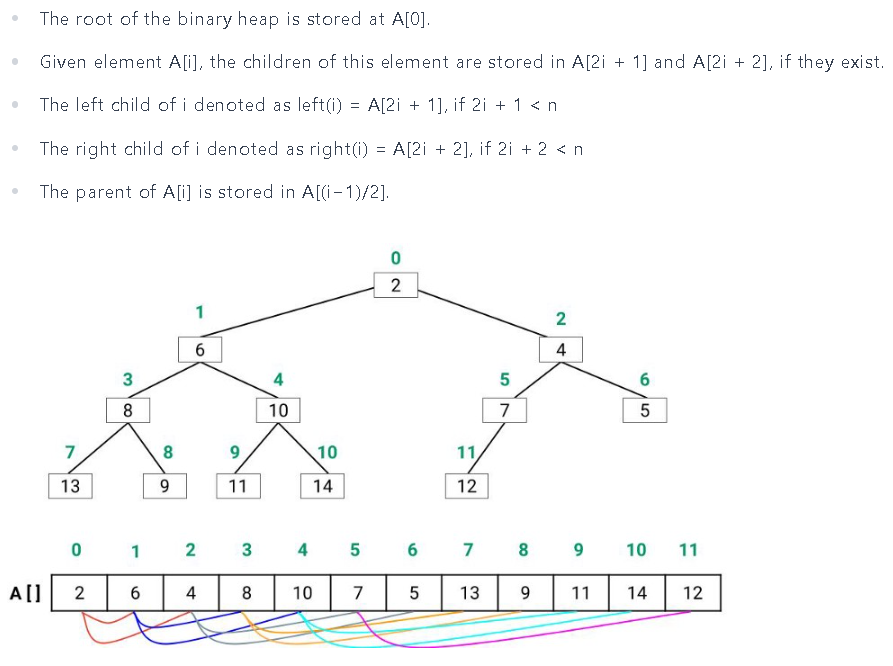 The root of the binary heap is stored at A[0].
Given element A[i], the children of this element are stored in A[2i + 1] and A[2i + 2], if they exist.
The left child of i denoted as left(i) = A[2i + 1], if 2i + 1 < n
The right child of i denoted as right(i) = A[2i + 2], if 2i + 2 < n
The parent of A[i] is stored in A[(i−1)/2].
0
2
1 2
6 4
3 4 5 6
8 10 7 5
7 8 9 10 11
13 9 11 14 12
0 1 2 3 4 5 6 7 8 9 10 11
A[] 2 6 4 8 10 7 5 13 9 11 14 12